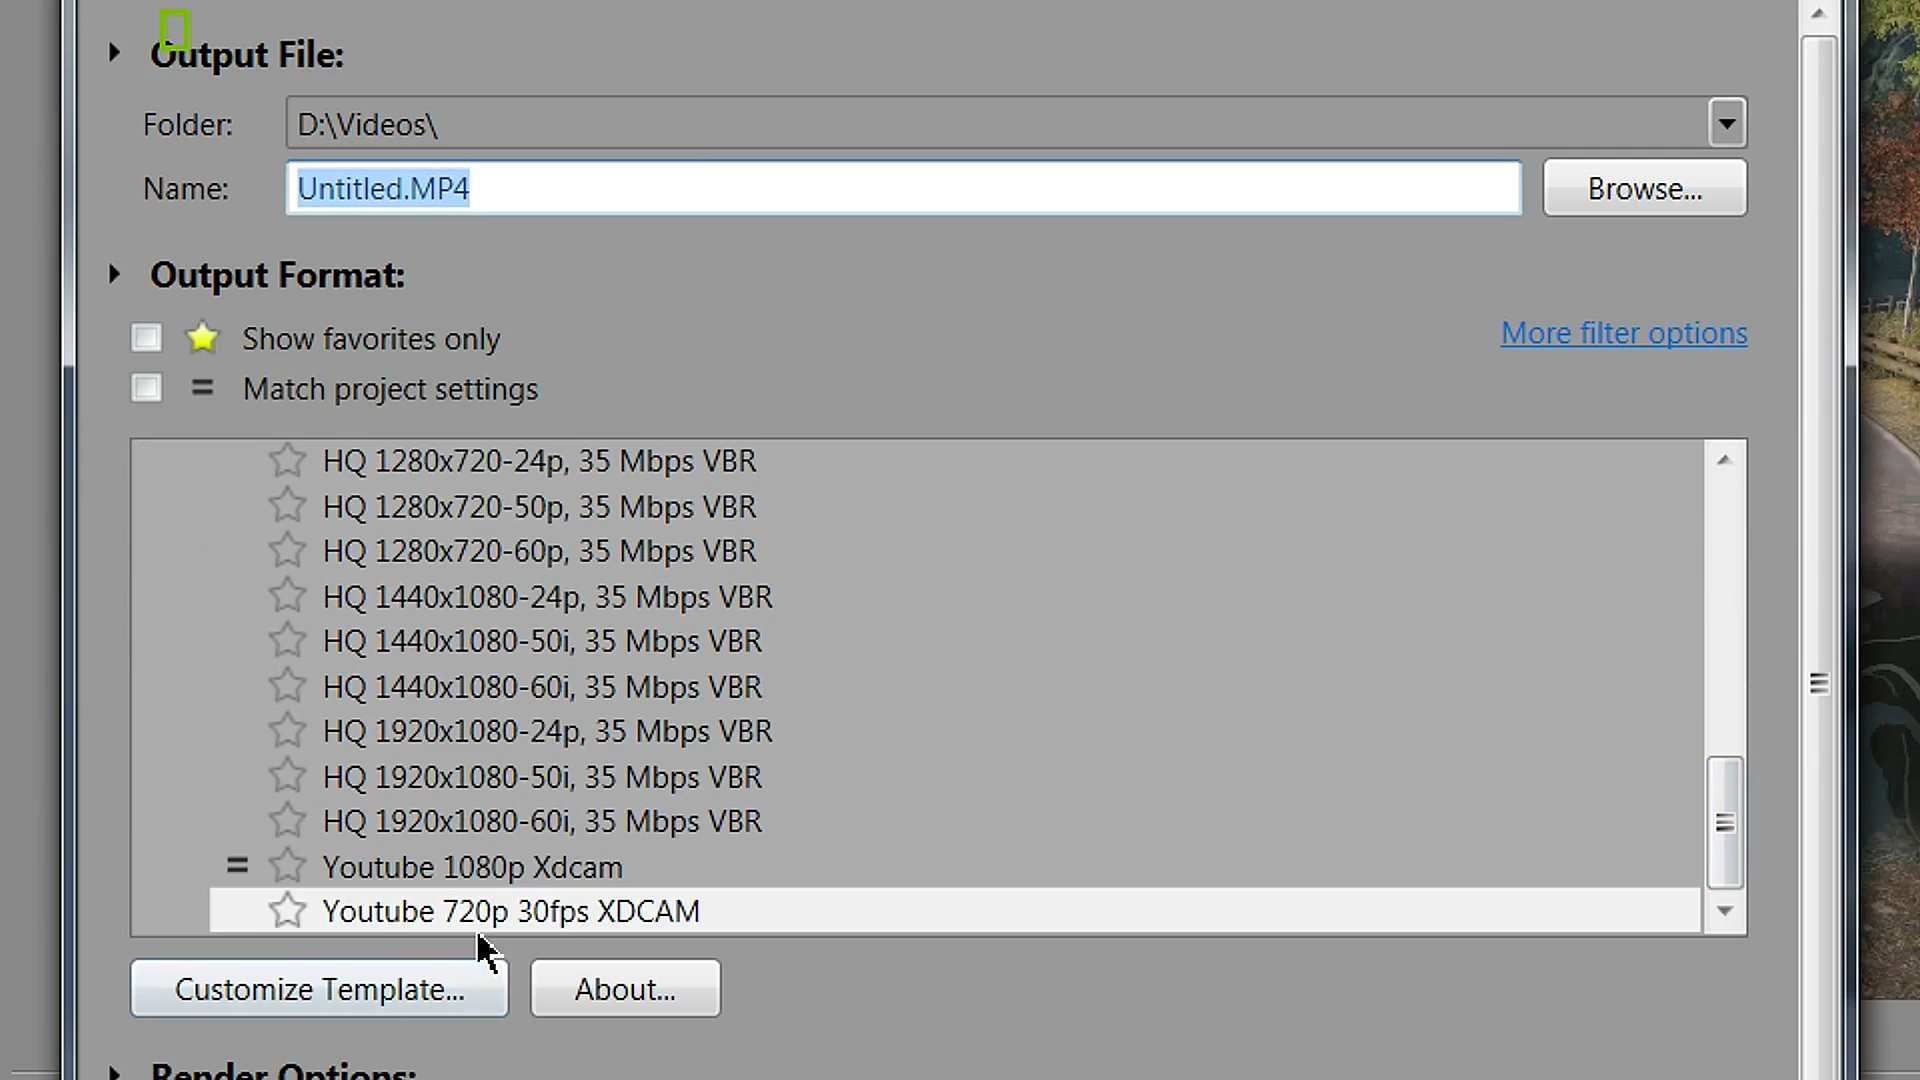 Output File:
Folder: D:\Videos\
Name: Untitled.MP4 Browse...
Output Format:
Show favorites only More filter options
= Match project settings
HQ 1280x720-24p, 35 Mbps VBR
HQ 1280x720-50p, 35 Mbps VBR
HQ 1280x720-60p, 35 Mbps VBR
HQ 1440x1080-24p, 35 Mbps VBR
HQ 1440x1080-50i, 35 Mbps VBR
HQ 1440x1080-60i, 35 Mbps VBR
HQ 1920x1080-24p, 35 Mbps VBR
HQ 1920x1080-50i, 35 Mbps VBR
HQ 1920x1080-60i, 35 Mbps VBR
= Youtube 1080p Xdcam
Youtube 720p 30fps XDCAM
Customize Template... About...
Render Options: